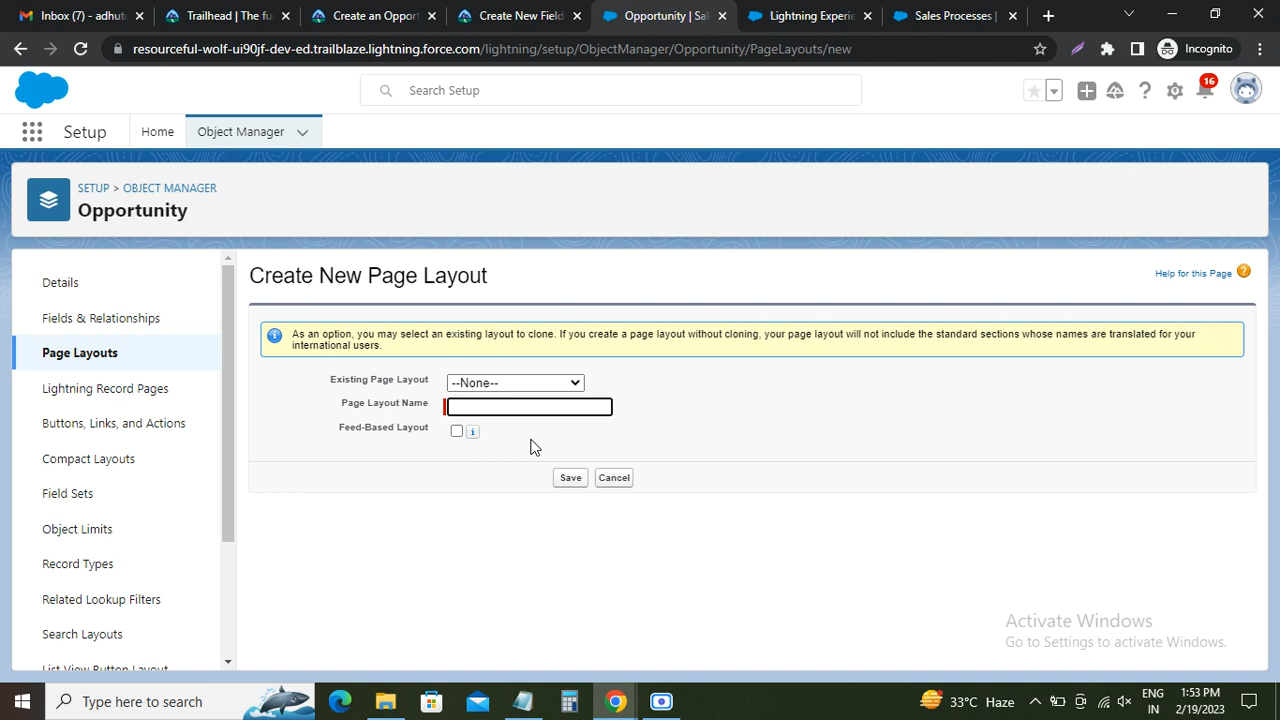 Inbox (7) - adhut
Trailhead | The fu
Create an Opport
Create New Field
Opportunity | Sal
Lightning Experie
Sales Processes |
resourceful-wolf-ui90jf-dev-ed.trailblaze.lightning.force.com/lightning/setup/ObjectManager/Opportunity/PageLayouts/new
Incognito
Search Setup
16
Setup
Home
Object Manager
SETUP > OBJECT MANAGER
Opportunity
Details
Fields & Relationships
Page Layouts
Lightning Record Pages
Buttons, Links, and Actions
Compact Layouts
Field Sets
Object Limits
Record Types
Related Lookup Filters
Search Layouts
List View Button Layout
Create New Page Layout
Help for this Page
As an option, you may select an existing layout to clone. If you create a page layout without cloning, your page layout will not include the standard sections whose names are translated for your
international users.
Existing Page Layout
--None--
Page Layout Name
Feed-Based Layout
Save
Cancel
Activate Windows
Go to Settings to activate Windows.
Type here to search
33°C Haze
ENG
IN
1:53 PM
2/19/2023